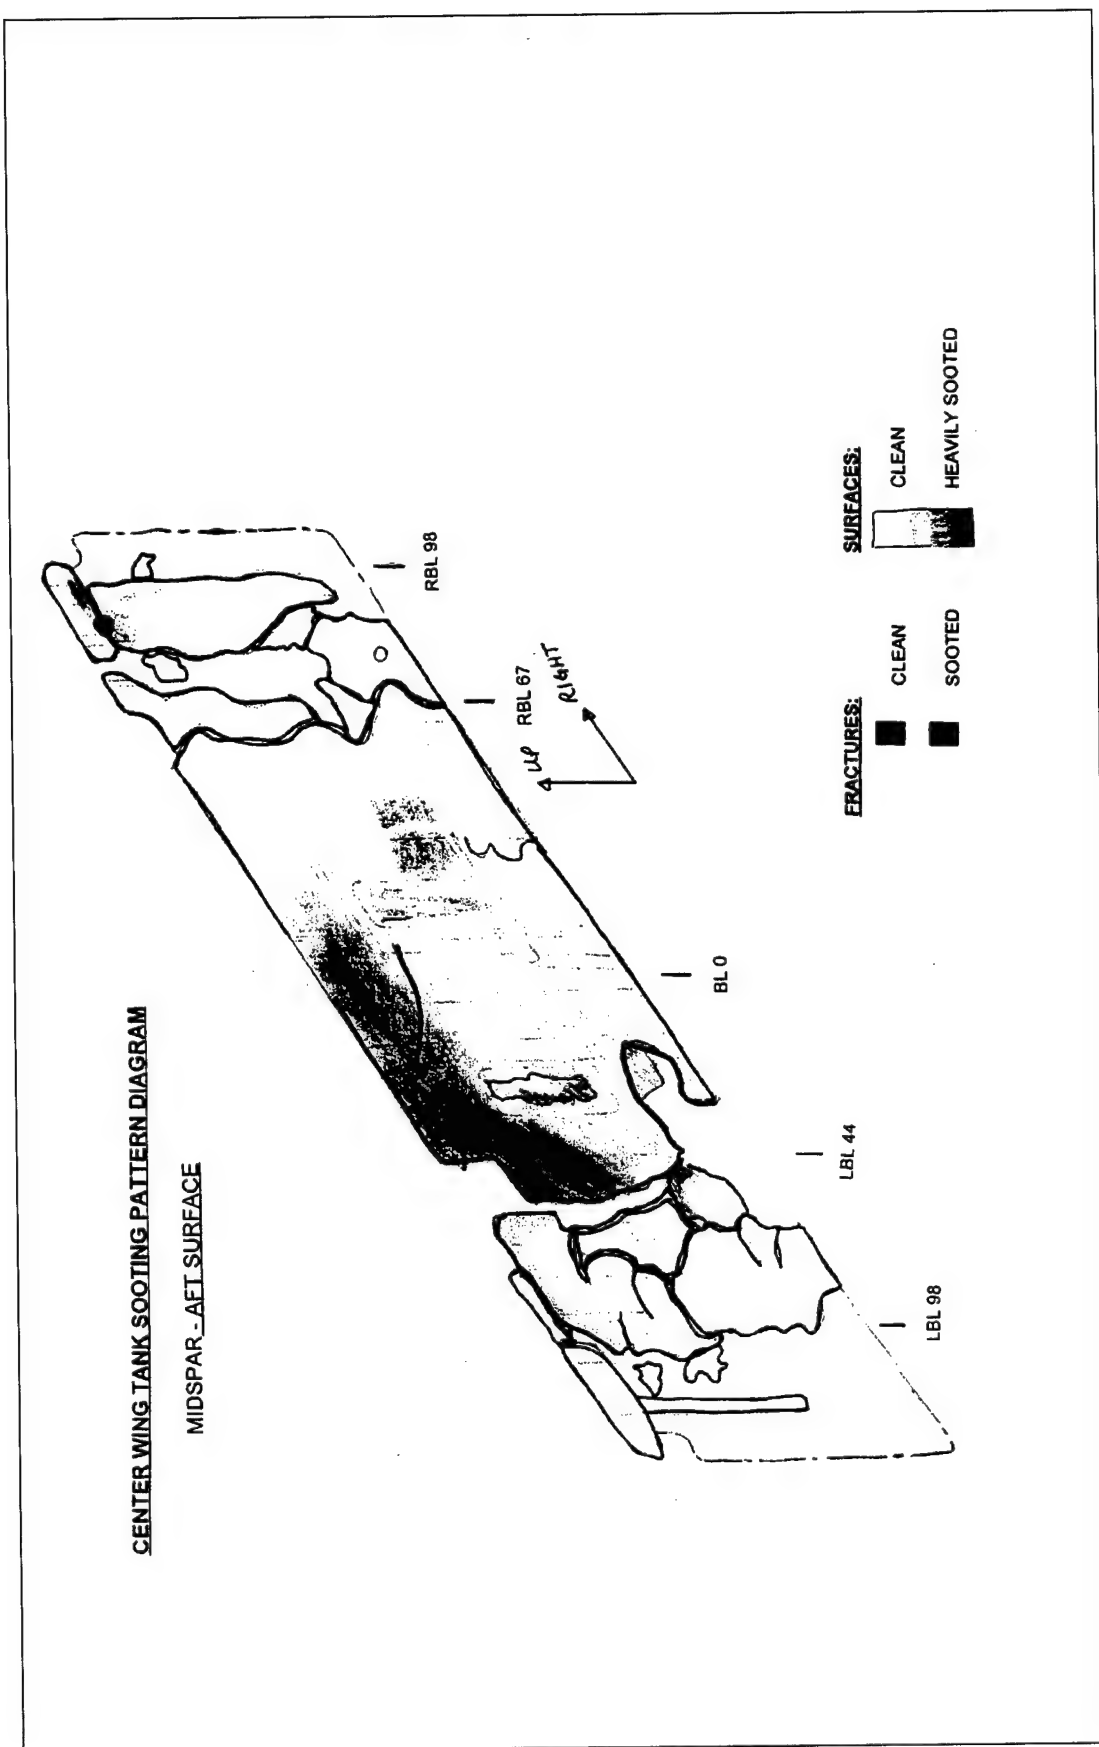 CENTER WING TANK SOOTING PATTERN DIAGRAM
MIDSPAR - AFT SURFACE
RBL 98
RBL 67
UP
RIGHT
BL 0
LBL 44
LBL 98
FRACTURES:
CLEAN
SOOTED
SURFACES:
CLEAN
HEAVILY SOOTED